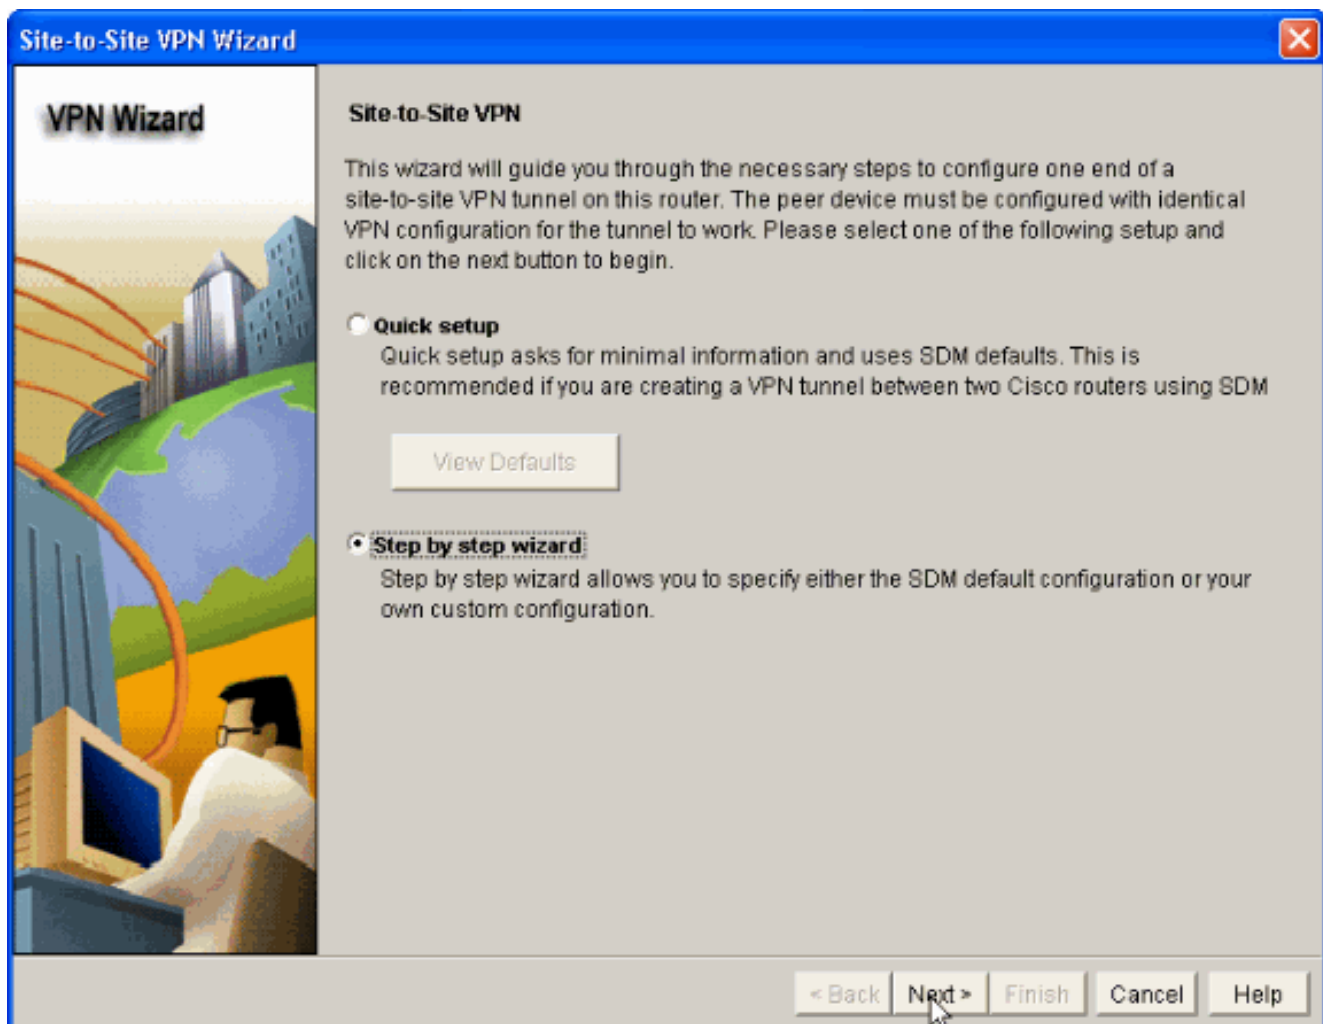 Site-to-Site VPN Wizard
VPN Wizard
Site-to-Site VPN
This wizard will guide you through the necessary steps to configure one end of a
site-to-site VPN tunnel on this router. The peer device must be configured with identical
VPN configuration for the tunnel to work. Please select one of the following setup and
click on the next button to begin.
Quick setup
Quick setup asks for minimal information and uses SDM defaults. This is
recommended if you are creating a VPN tunnel between two Cisco routers using SDM
View Defaults
Step by step wizard
Step by step wizard allows you to specify either the SDM default configuration or your
own custom configuration.
< Back
Next >
Finish
Cancel
Help